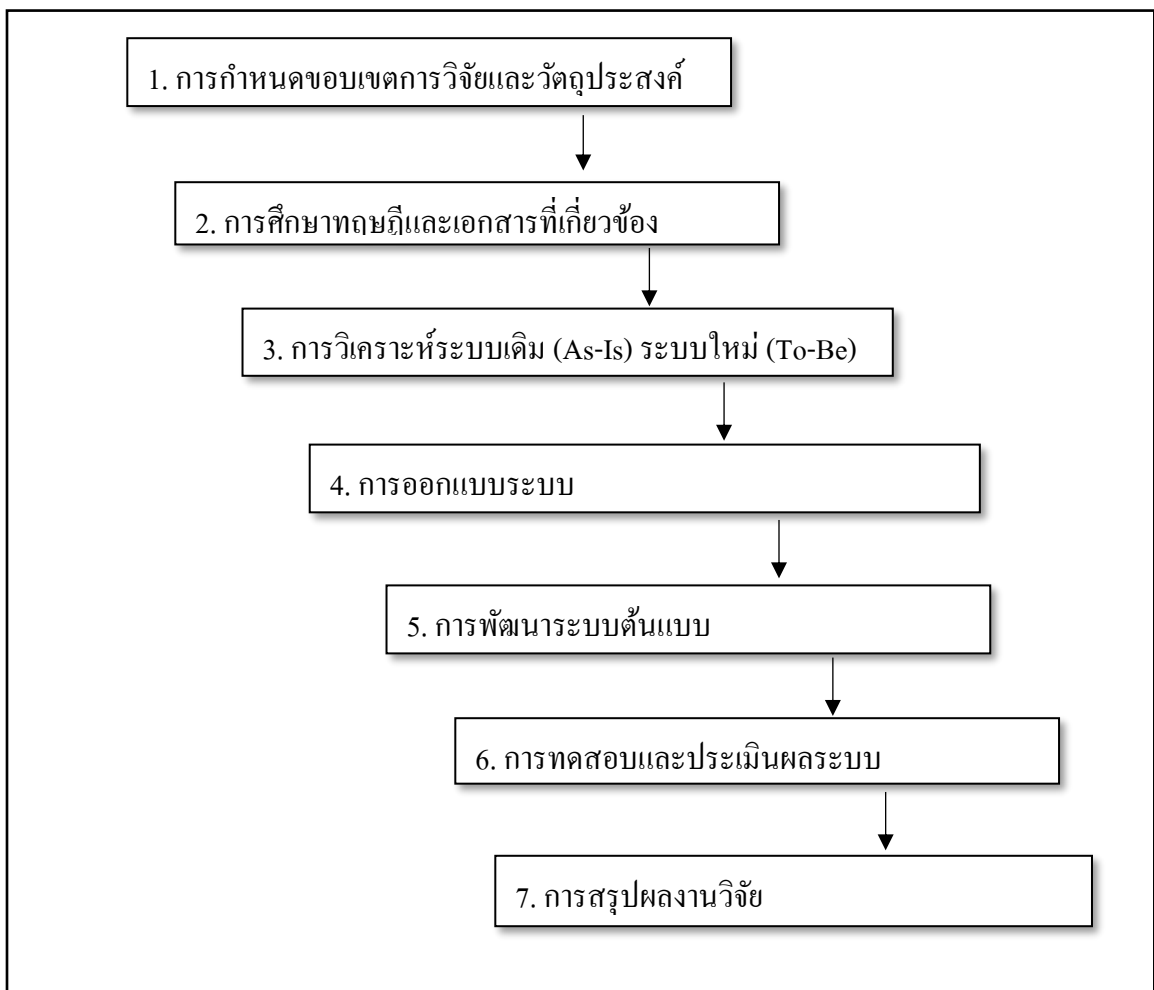 1. การกำหนดขอบเขตการวิจัยและวัตถุประสงค์
2. การศึกษาทฤษฎีและเอกสารที่เกี่ยวข้อง
3. การวิเคราะห์ระบบเดิม (As-Is) ระบบใหม่ (To-Be)
4. การออกแบบระบบ
5. การพัฒนาระบบต้นแบบ
6. การทดสอบและประเมินผลระบบ
7. การสรุปผลงานวิจัย